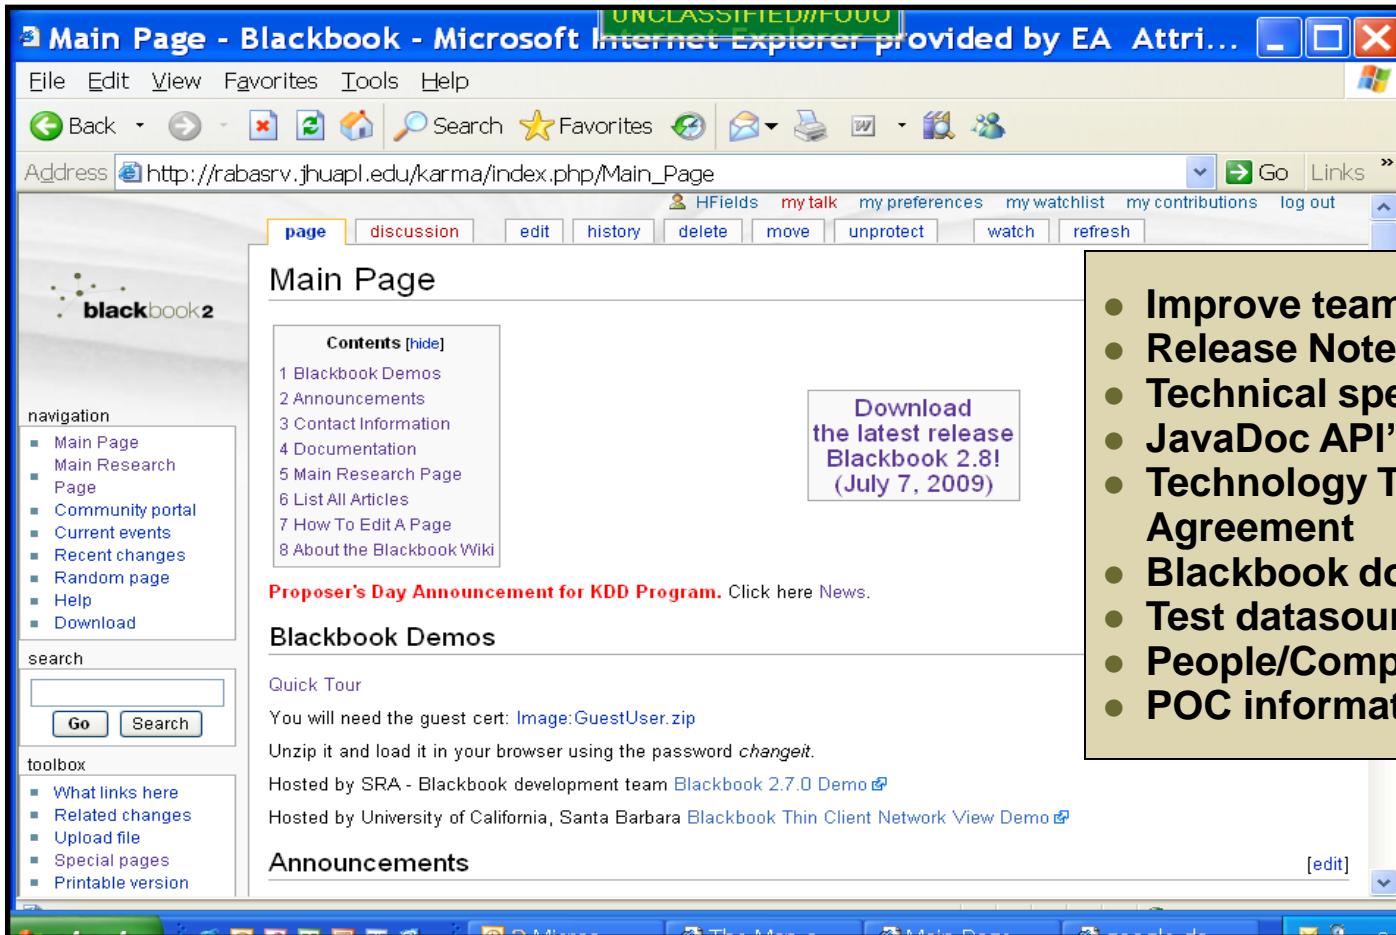 UNCLASSIFIED//FOUO
Main Page - Blackbook - Microsoft Internet Explorer provided by EA Attri...
File Edit View Favorites Tools Help
Back Search Favorites
Address http://rabasrv.jhuapl.edu/karma/index.php/Main_Page Go Links »
HFields my talk my preferences my watchlist my contributions log out
page discussion edit history delete move unprotect watch refresh
blackbook2
Main Page
Contents [hide]
1 Blackbook Demos
2 Announcements
3 Contact Information
4 Documentation
5 Main Research Page
6 List All Articles
7 How To Edit A Page
8 About the Blackbook Wiki
Download
the latest release
Blackbook 2.8!
(July 7, 2009)
Proposer's Day Announcement for KDD Program. Click here News.
Blackbook Demos
Quick Tour
You will need the guest cert: Image:GuestUser.zip
Unzip it and load it in your browser using the password changeit.
Hosted by SRA - Blackbook development team Blackbook 2.7.0 Demo
Hosted by University of California, Santa Barbara Blackbook Thin Client Network View Demo
Announcements [edit]
navigation
Main Page
Main Research
Page
Community portal
Current events
Recent changes
Random page
Help
Download
search
Go Search
toolbox
What links here
Related changes
Upload file
Special pages
Printable version
• Improve team
• Release Note
• Technical spe
• JavaDoc API'
• Technology T
Agreement
• Blackbook do
• Test datasour
• People/Comp
• POC informat